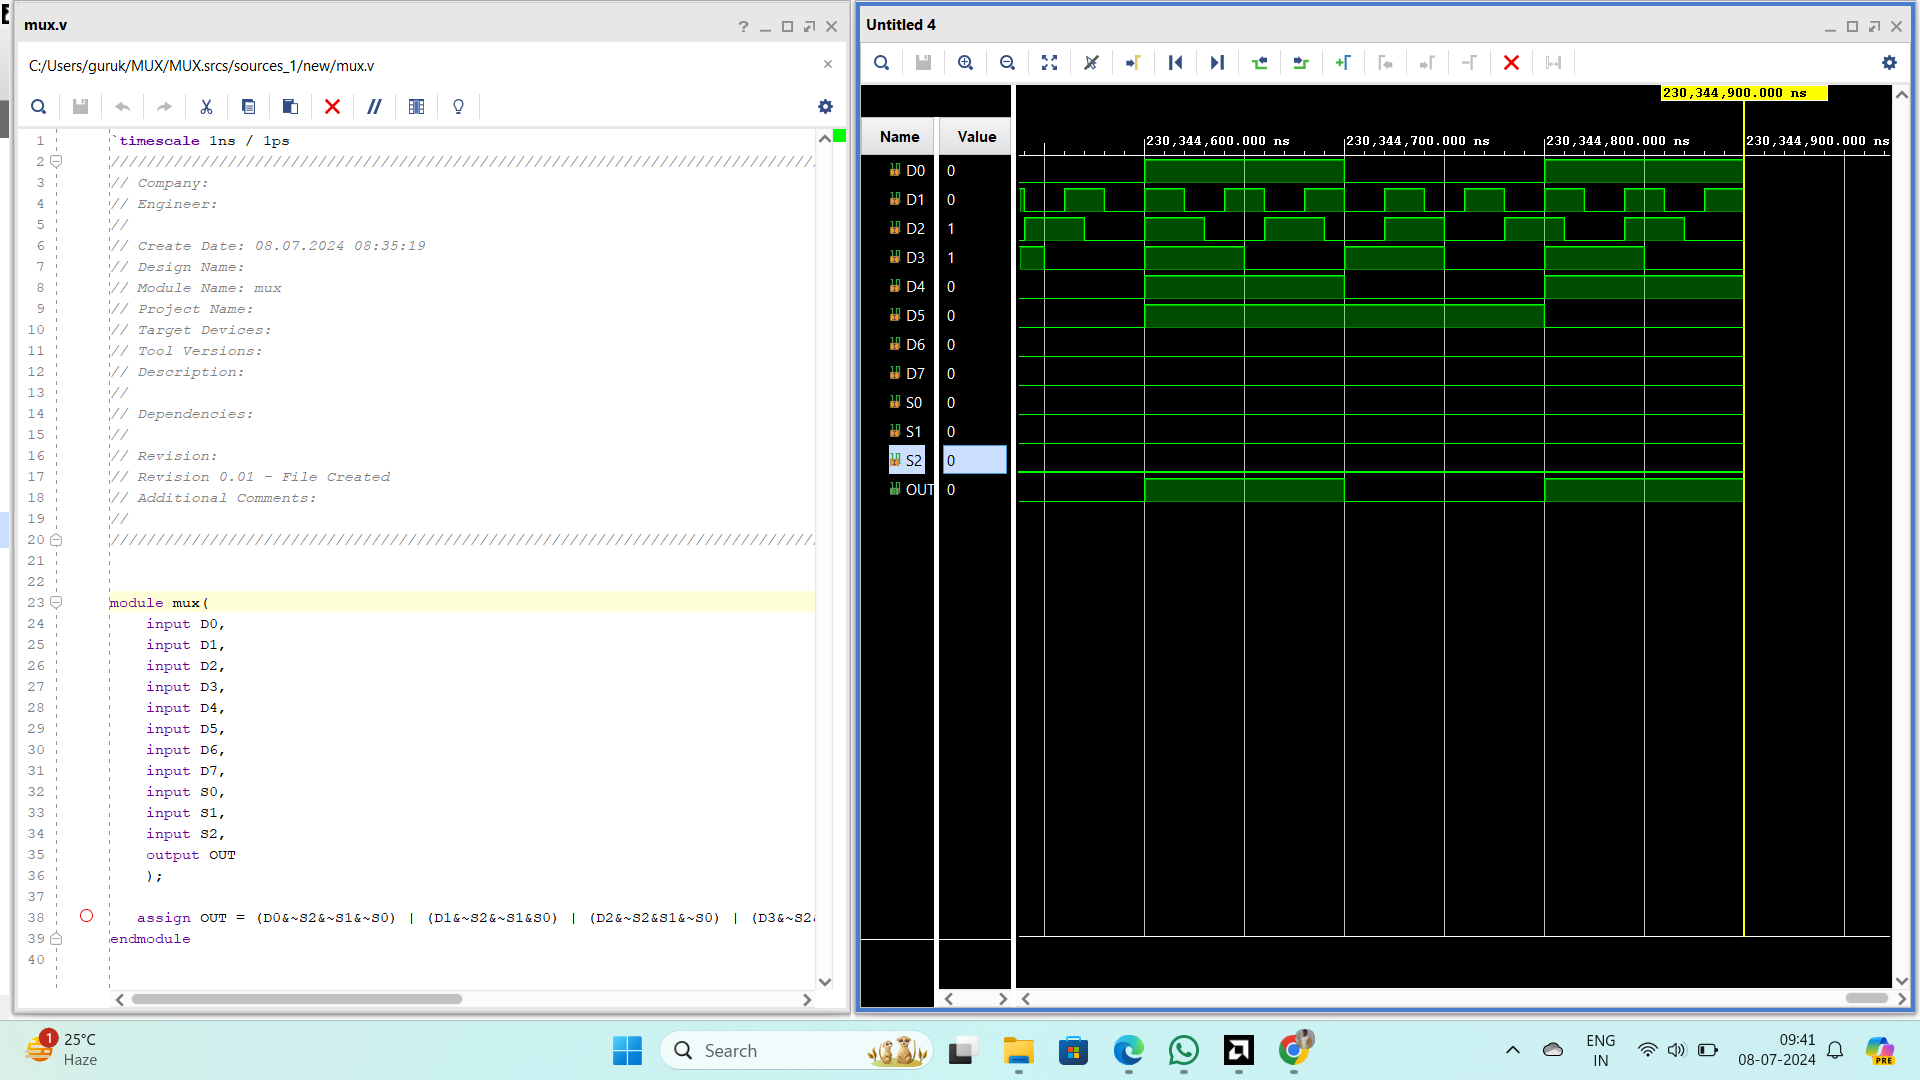 mux.v
?
C:/Users/guruk/MUX/MUX.srcs/sources_1/new/mux.v
1 `timescale 1ns / 1ps
2 ///////////////////////////////////////////////////////////////////////////////
3 // Company:
4 // Engineer:
5 //
6 // Create Date: 08.07.2024 08:35:19
7 // Design Name:
8 // Module Name: mux
9 // Project Name:
10 // Target Devices:
11 // Tool Versions:
12 // Description:
13 //
14 // Dependencies:
15 //
16 // Revision:
17 // Revision 0.01 - File Created
18 // Additional Comments:
19 //
20 ///////////////////////////////////////////////////////////////////////////////
21
22
23 module mux(
24 input D0,
25 input D1,
26 input D2,
27 input D3,
28 input D4,
29 input D5,
30 input D6,
31 input D7,
32 input S0,
33 input S1,
34 input S2,
35 output OUT
36 );
37
38 assign OUT = (D0&~S2&~S1&~S0) | (D1&~S2&~S1&S0) | (D2&~S2&S1&~S0) | (D3&~S2&
39 endmodule
40
Untitled 4
230,344,900.000 ns
Name Value
230,344,600.000 ns 230,344,700.000 ns 230,344,800.000 ns 230,344,900.000 ns
D0 0
D1 0
D2 1
D3 1
D4 0
D5 0
D6 0
D7 0
S0 0
S1 0
S2 0
OUT 0
1
25°C
Haze
Search
ENG
IN
09:41
08-07-2024
PRE